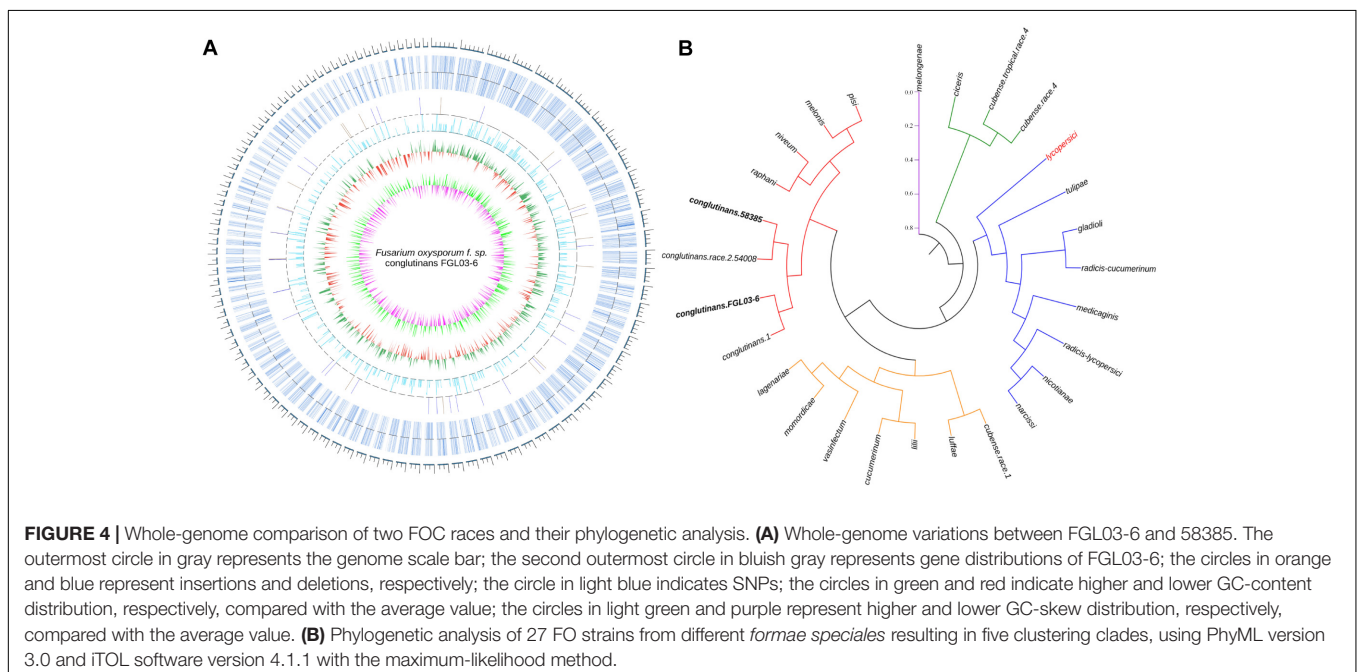 A
B
Fusarium oxysporum f. sp.
conglutinans FGL03-6
melongenae
ciceris
cubense.tropical.race.4
cubense.race.4
lycopersici
tulipae
gladioli
radicis-cucumerinum
medicaginis
radicis-lycopersici
nicotianae
narcissi
cubense.race.1
luffae
lilii
cucumerinum
vasinfectum
momordicae
lagenariae
conglutinans.1
conglutinans.FGL03-6
conglutinans.race.2.54008
conglutinans.58385
raphani
niveum
melonis
pisi
0.0
0.2
0.4
0.6
0.8
FIGURE 4 | Whole-genome comparison of two FOC races and their phylogenetic analysis. (A) Whole-genome variations between FGL03-6 and 58385. The
outermost circle in gray represents the genome scale bar; the second outermost circle in bluish gray represents gene distributions of FGL03-6; the circles in orange
and blue represent insertions and deletions, respectively; the circle in light blue indicates SNPs; the circles in green and red indicate higher and lower GC-content
distribution, respectively, compared with the average value; the circles in light green and purple represent higher and lower GC-skew distribution, respectively,
compared with the average value. (B) Phylogenetic analysis of 27 FO strains from different formae speciales resulting in five clustering clades, using PhyML version
3.0 and iTOL software version 4.1.1 with the maximum-likelihood method.